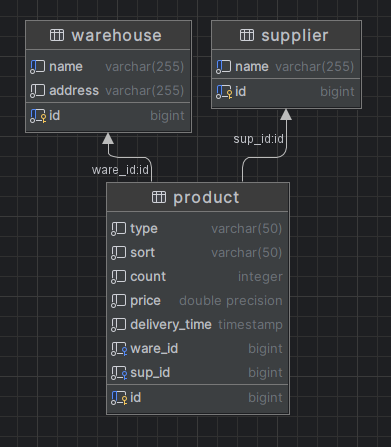 warehouse
name varchar(255)
address varchar(255)
id bigint
supplier
name varchar(255)
id bigint
ware_id:id
sup_id:id
product
type varchar(50)
sort varchar(50)
count integer
price double precision
delivery_time timestamp
ware_id bigint
sup_id bigint
id bigint